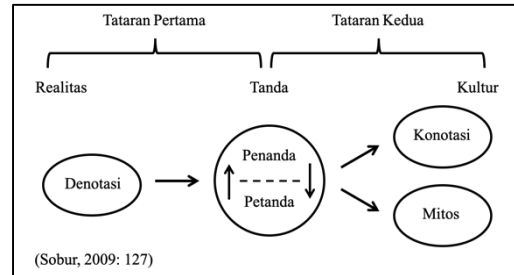 Tataran Pertama Tataran Kedua
Realitas Tanda Kultur
Konotasi
Penanda
Denotasi
Petanda
Mitos
(Sobur, 2009: 127)